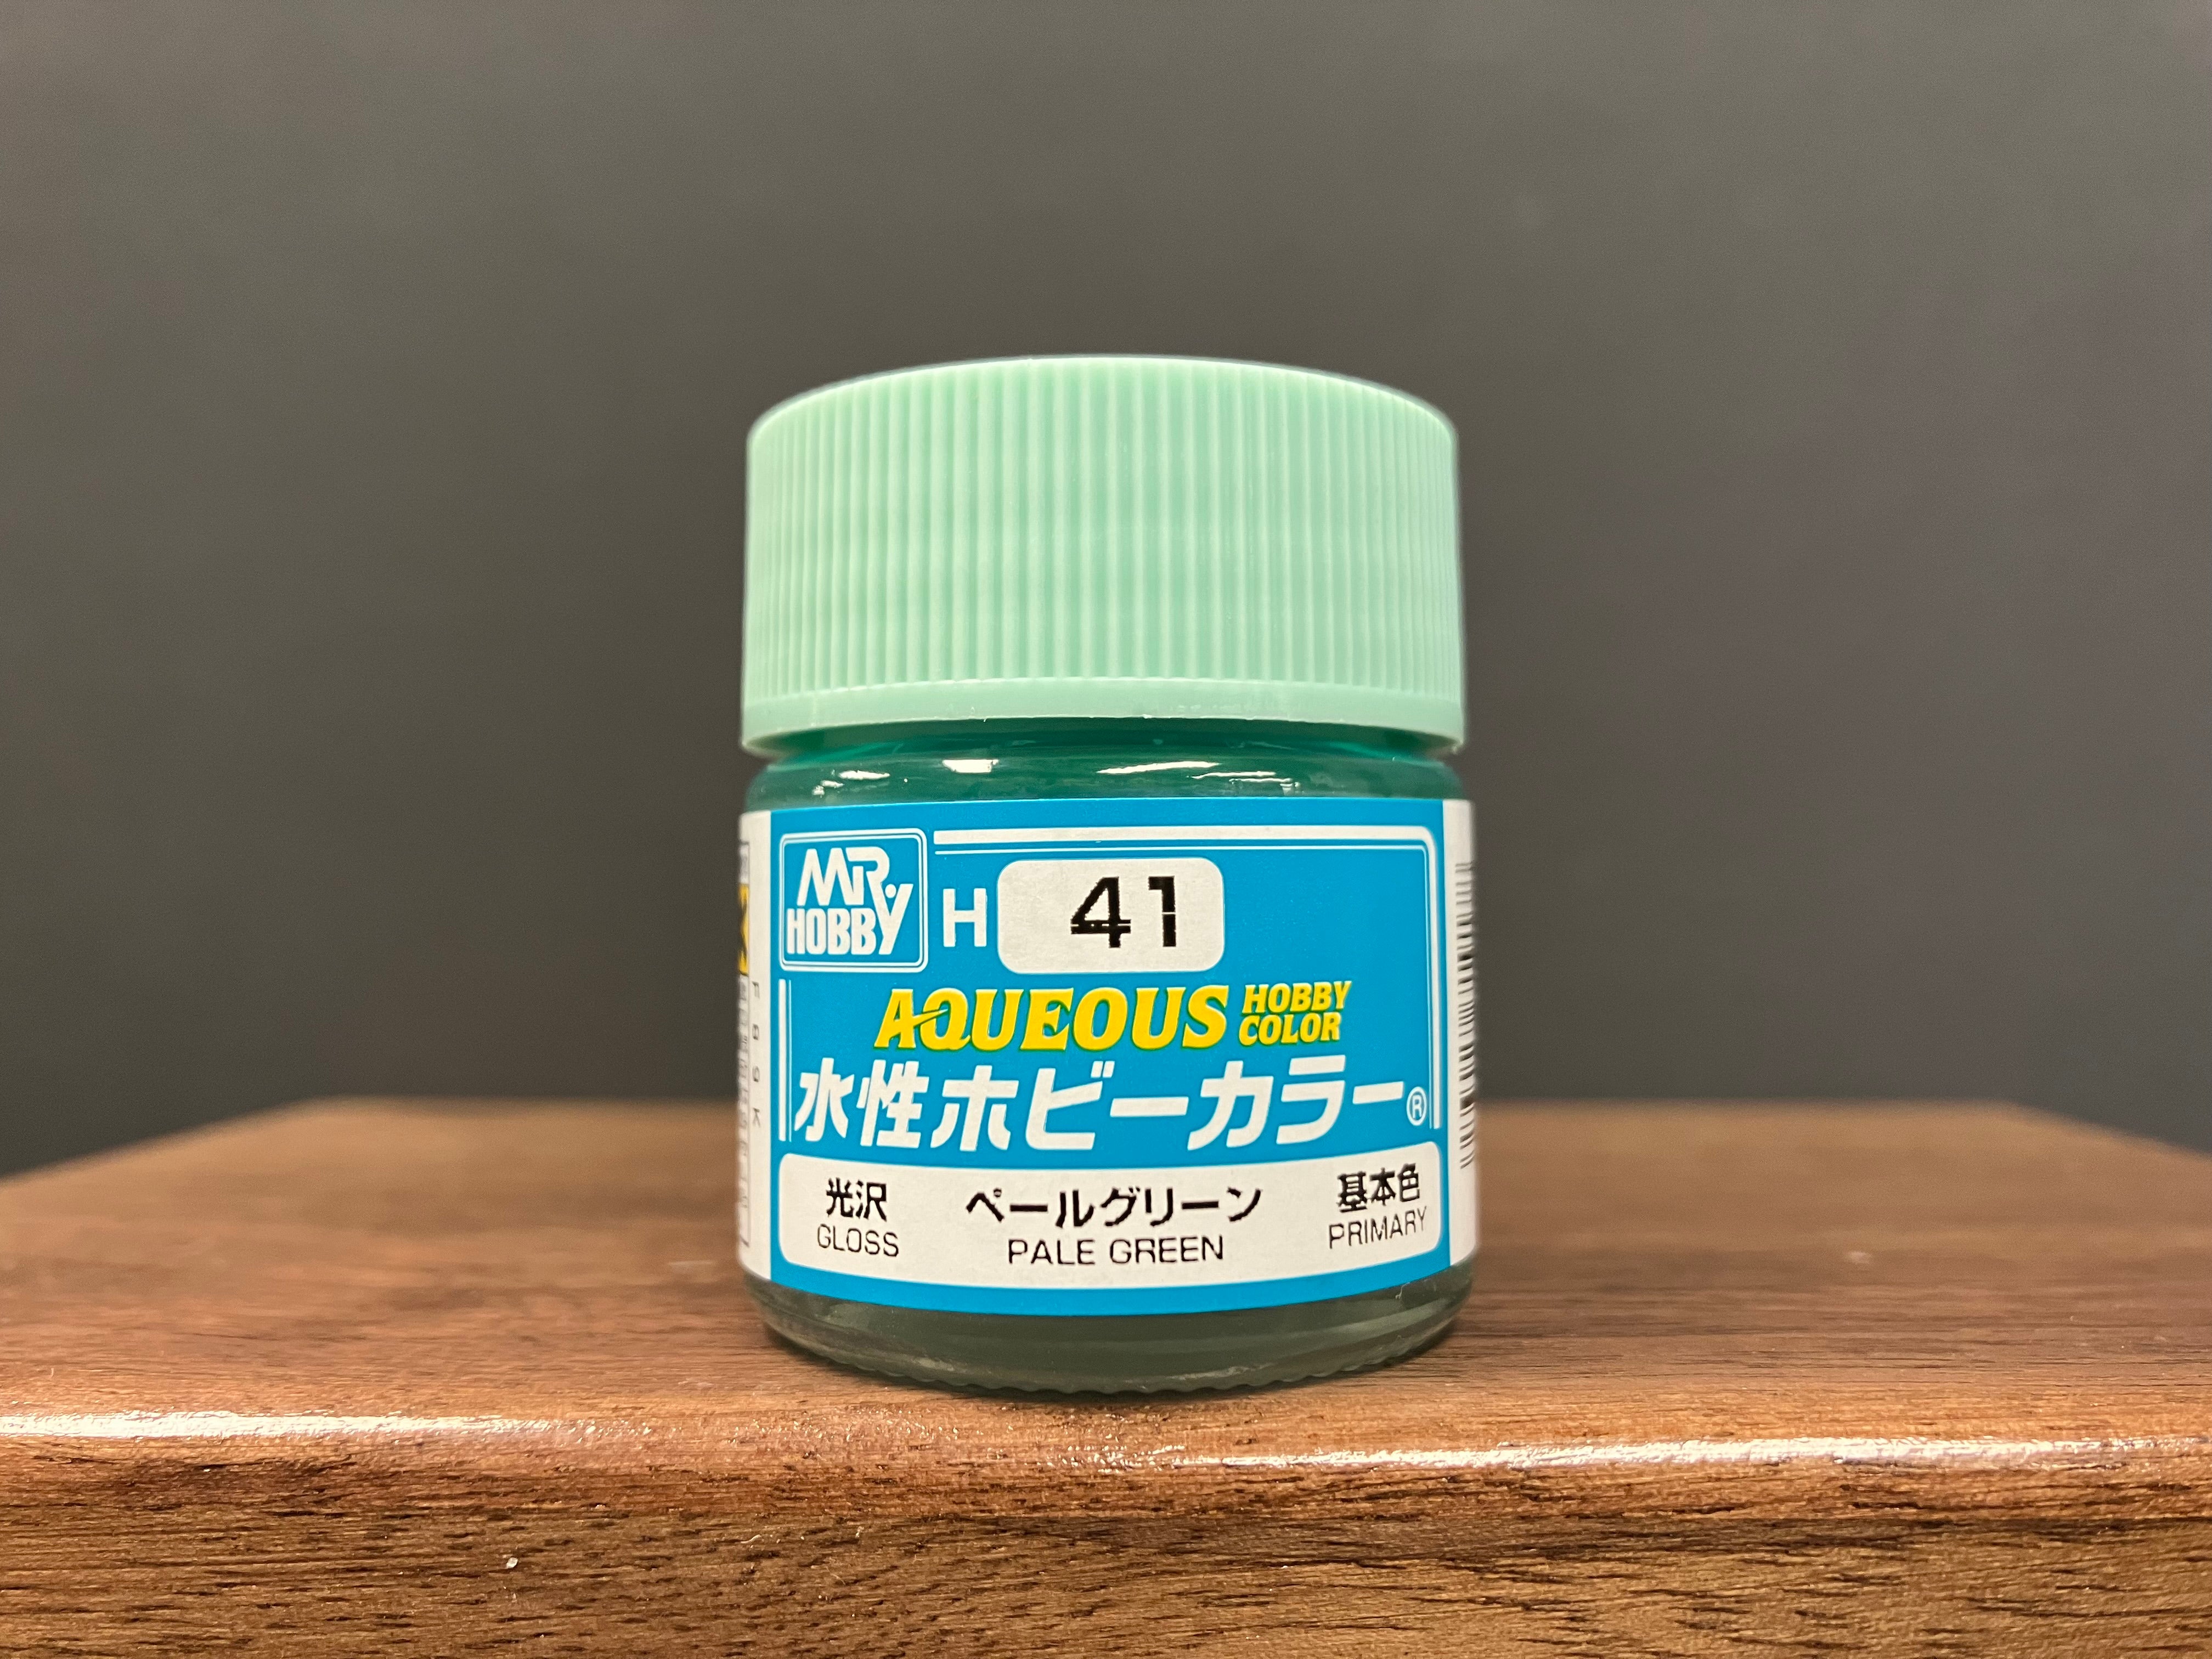 MR.
HOBBY
H 41
AQUEOUS HOBBY COLOR
水性ホビーカラー®
光沢 ペールグリーン 基本色
GLOSS PALE GREEN PRIMARY